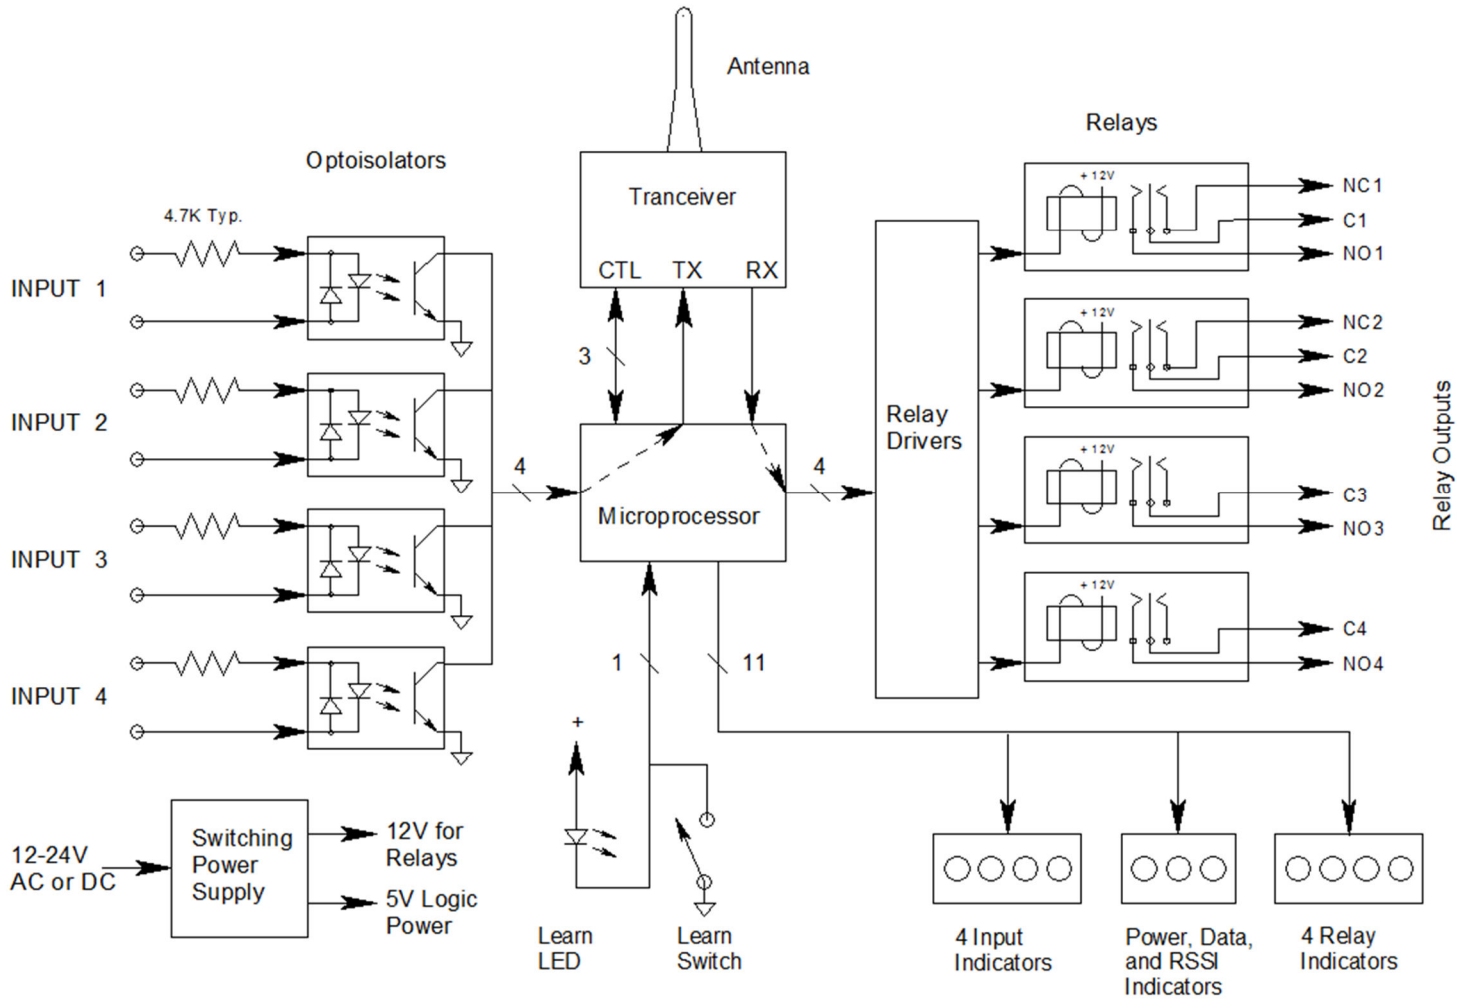 Antenna
Relays
Optoisolators
Tranceiver
CTL TX RX
4.7K Typ.
INPUT 1
INPUT 2
INPUT 3
INPUT 4
3
4
Microprocessor
4
1
11
Relay
Drivers
+12V
NC1
C1
NO1
+12V
NC2
C2
NO2
+12V
C3
NO3
+12V
C4
NO4
Relay Outputs
12-24V
AC or DC
Switching
Power
Supply
12V for
Relays
5V Logic
Power
+
Learn
LED
Learn
Switch
4 Input
Indicators
Power, Data,
and RSSI
Indicators
4 Relay
Indicators